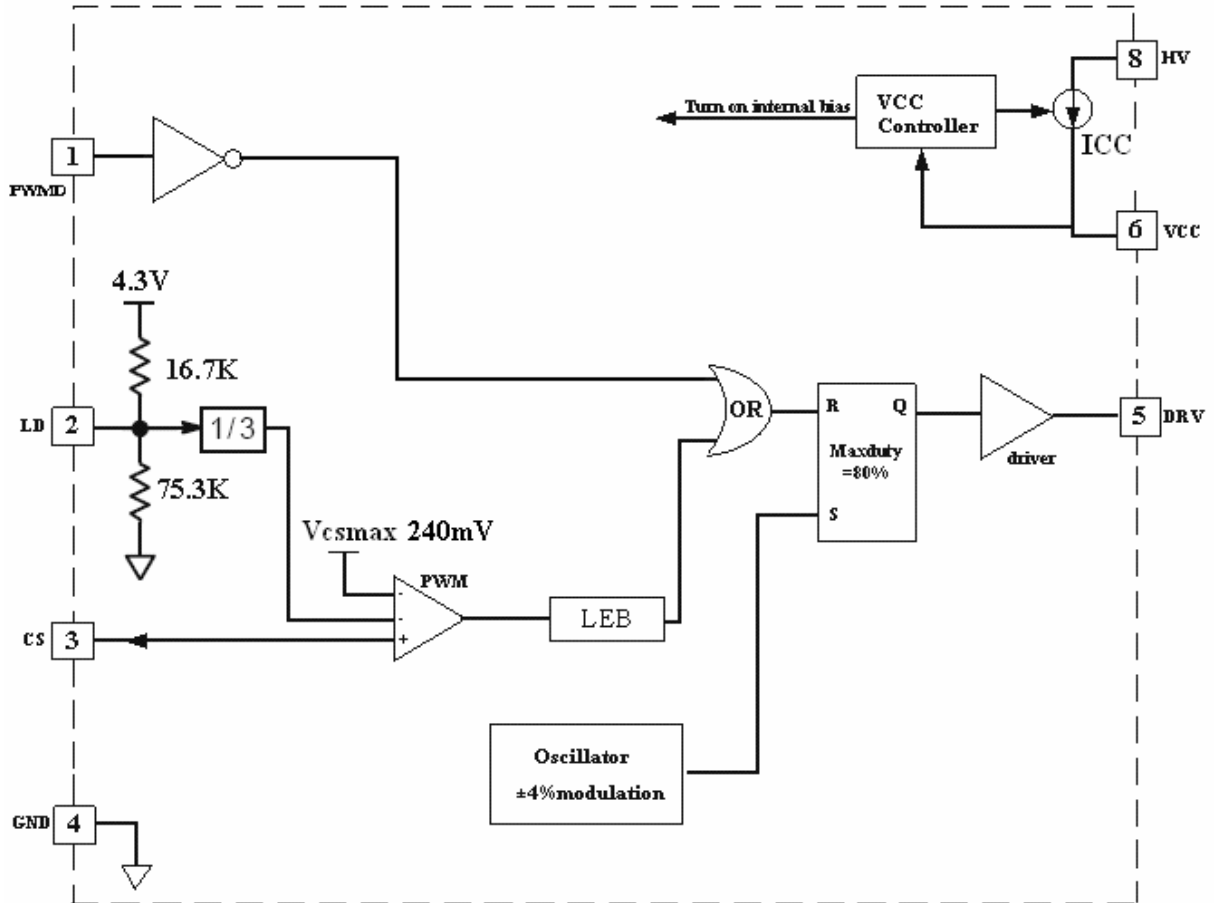 8 HV
Turn on internal bias
VCC
Controller
ICC
1
PWMD
6 VCC
4.3V
16.7K
LD 2
1/3
75.3K
OR
R Q
Maxduty
=80%
S
driver
5 DRV
Vcsmax 240mV
PWM
-
-
+
LEB
CS 3
Oscillator
±4%modulation
GND 4